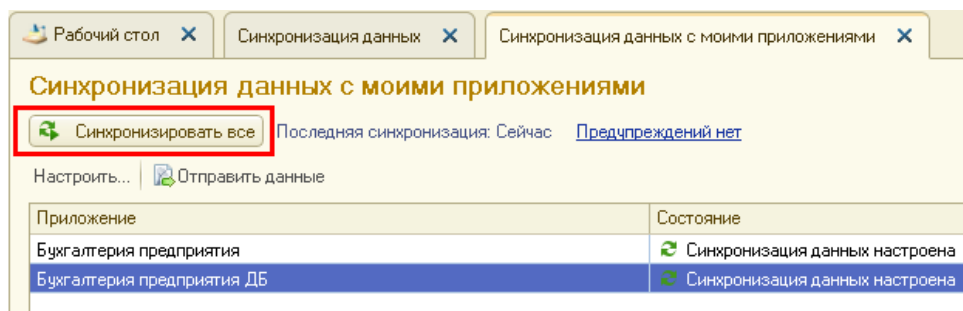 Рабочий стол
Синхронизация данных
Синхронизация данных с моими приложениями
Синхронизация данных с моими приложениями
Синхронизировать все Последняя синхронизация: Сейчас Предупреждений нет
Настроить... Отправить данные
Приложение Состояние
Бухгалтерия предприятия Синхронизация данных настроена
Бухгалтерия предприятия ДБ Синхронизация данных настроена